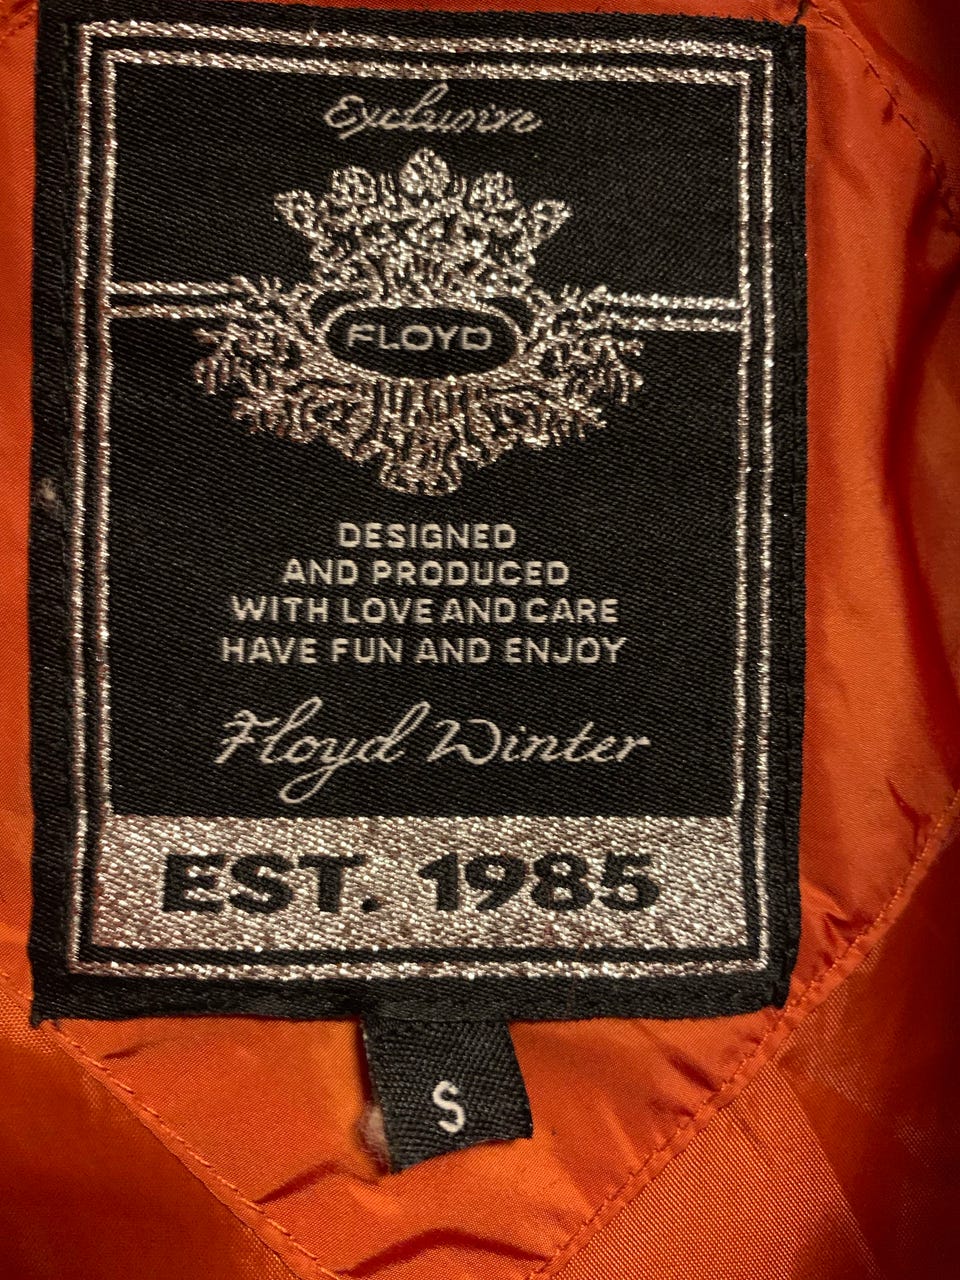 Exclusive
FLOYD
DESIGNED
AND PRODUCED
WITH LOVE AND CARE
HAVE FUN AND ENJOY
Floyd Winter
EST. 1985
S